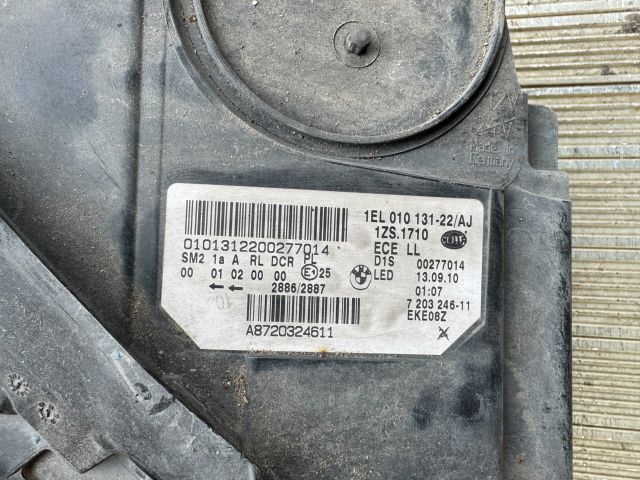 Made
Germany
1EL 010 131-22/AJ
1ZS.1710
0101312200277014
ECE LL
SM2 1a A RL DCR PL
D1S 00277014
00 01 02 00 00 E1 25
LED 13.09.10
2886/2887
01:07
7 203 246-11
A8720324611
EKE08Z